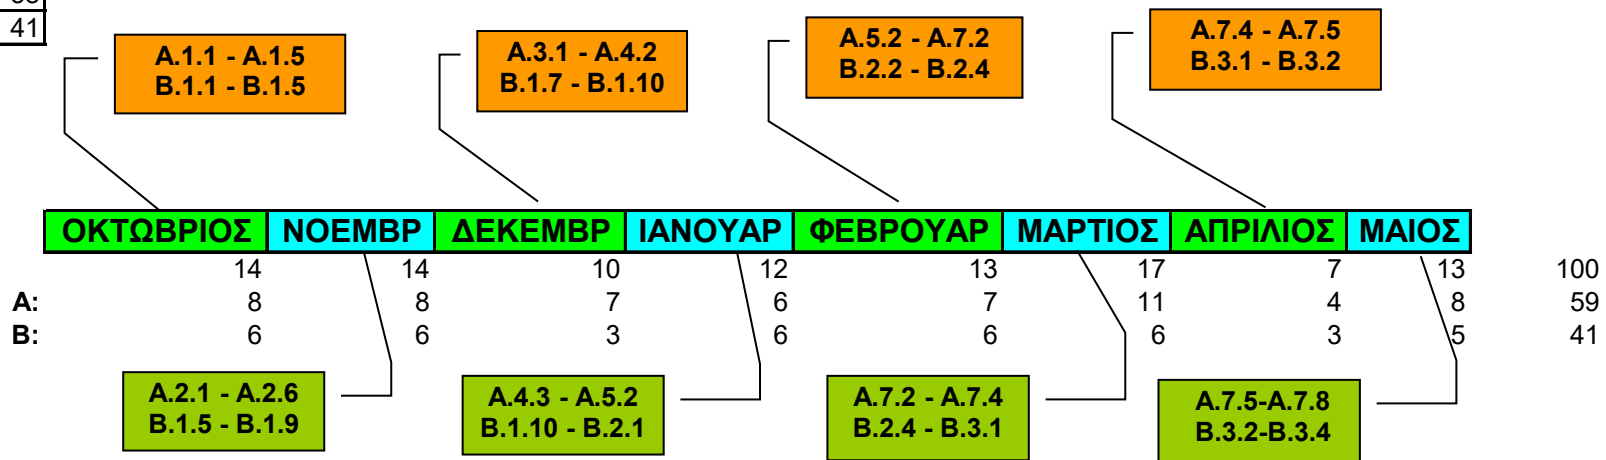 41
Α.1.1 - Α.1.5
Β.1.1 - Β.1.5
Α.3.1 - Α.4.2
Β.1.7 - Β.1.10
Α.5.2 - Α.7.2
Β.2.2 - Β.2.4
Α.7.4 - Α.7.5
Β.3.1 - Β.3.2
ΟΚΤΩΒΡΙΟΣ ΝΟΕΜΒΡ ΔΕΚΕΜΒΡ ΙΑΝΟΥΑΡ ΦΕΒΡΟΥΑΡ ΜΑΡΤΙΟΣ ΑΠΡΙΛΙΟΣ ΜΑΙΟΣ
14 14 10 12 13 17 7 13 100
Α: 8 8 7 6 7 11 4 8 59
Β: 6 6 3 6 6 6 3 5 41
Α.2.1 - Α.2.6
Β.1.5 - Β.1.9
Α.4.3 - Α.5.2
Β.1.10 - Β.2.1
Α.7.2 - Α.7.4
Β.2.4 - Β.3.1
Α.7.5-Α.7.8
Β.3.2-Β.3.4